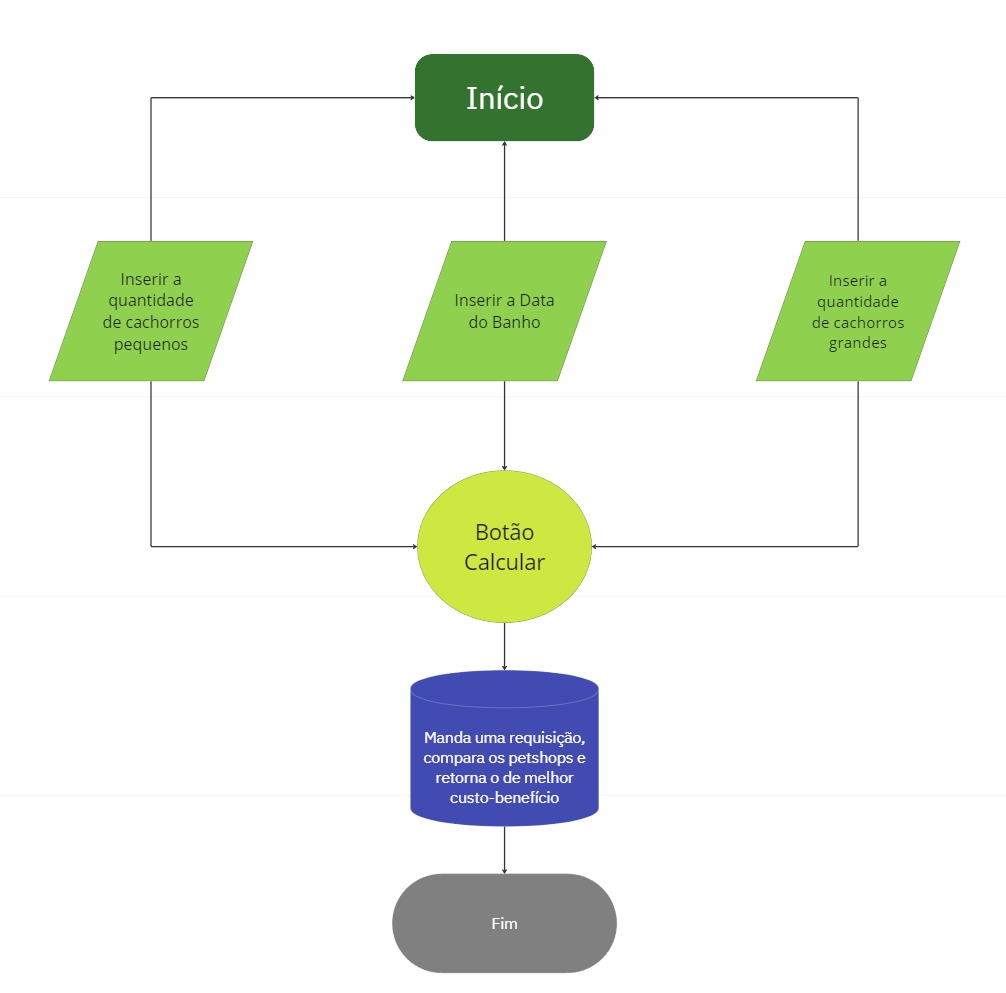 Início
Inserir a
quantidade
de cachorros
pequenos
Inserir a Data
do Banho
Inserir a
quantidade
de cachorros
grandes
Botão
Calcular
Manda uma requisição,
compara os petshops e
retorna o de melhor
custo-benefício
Fim